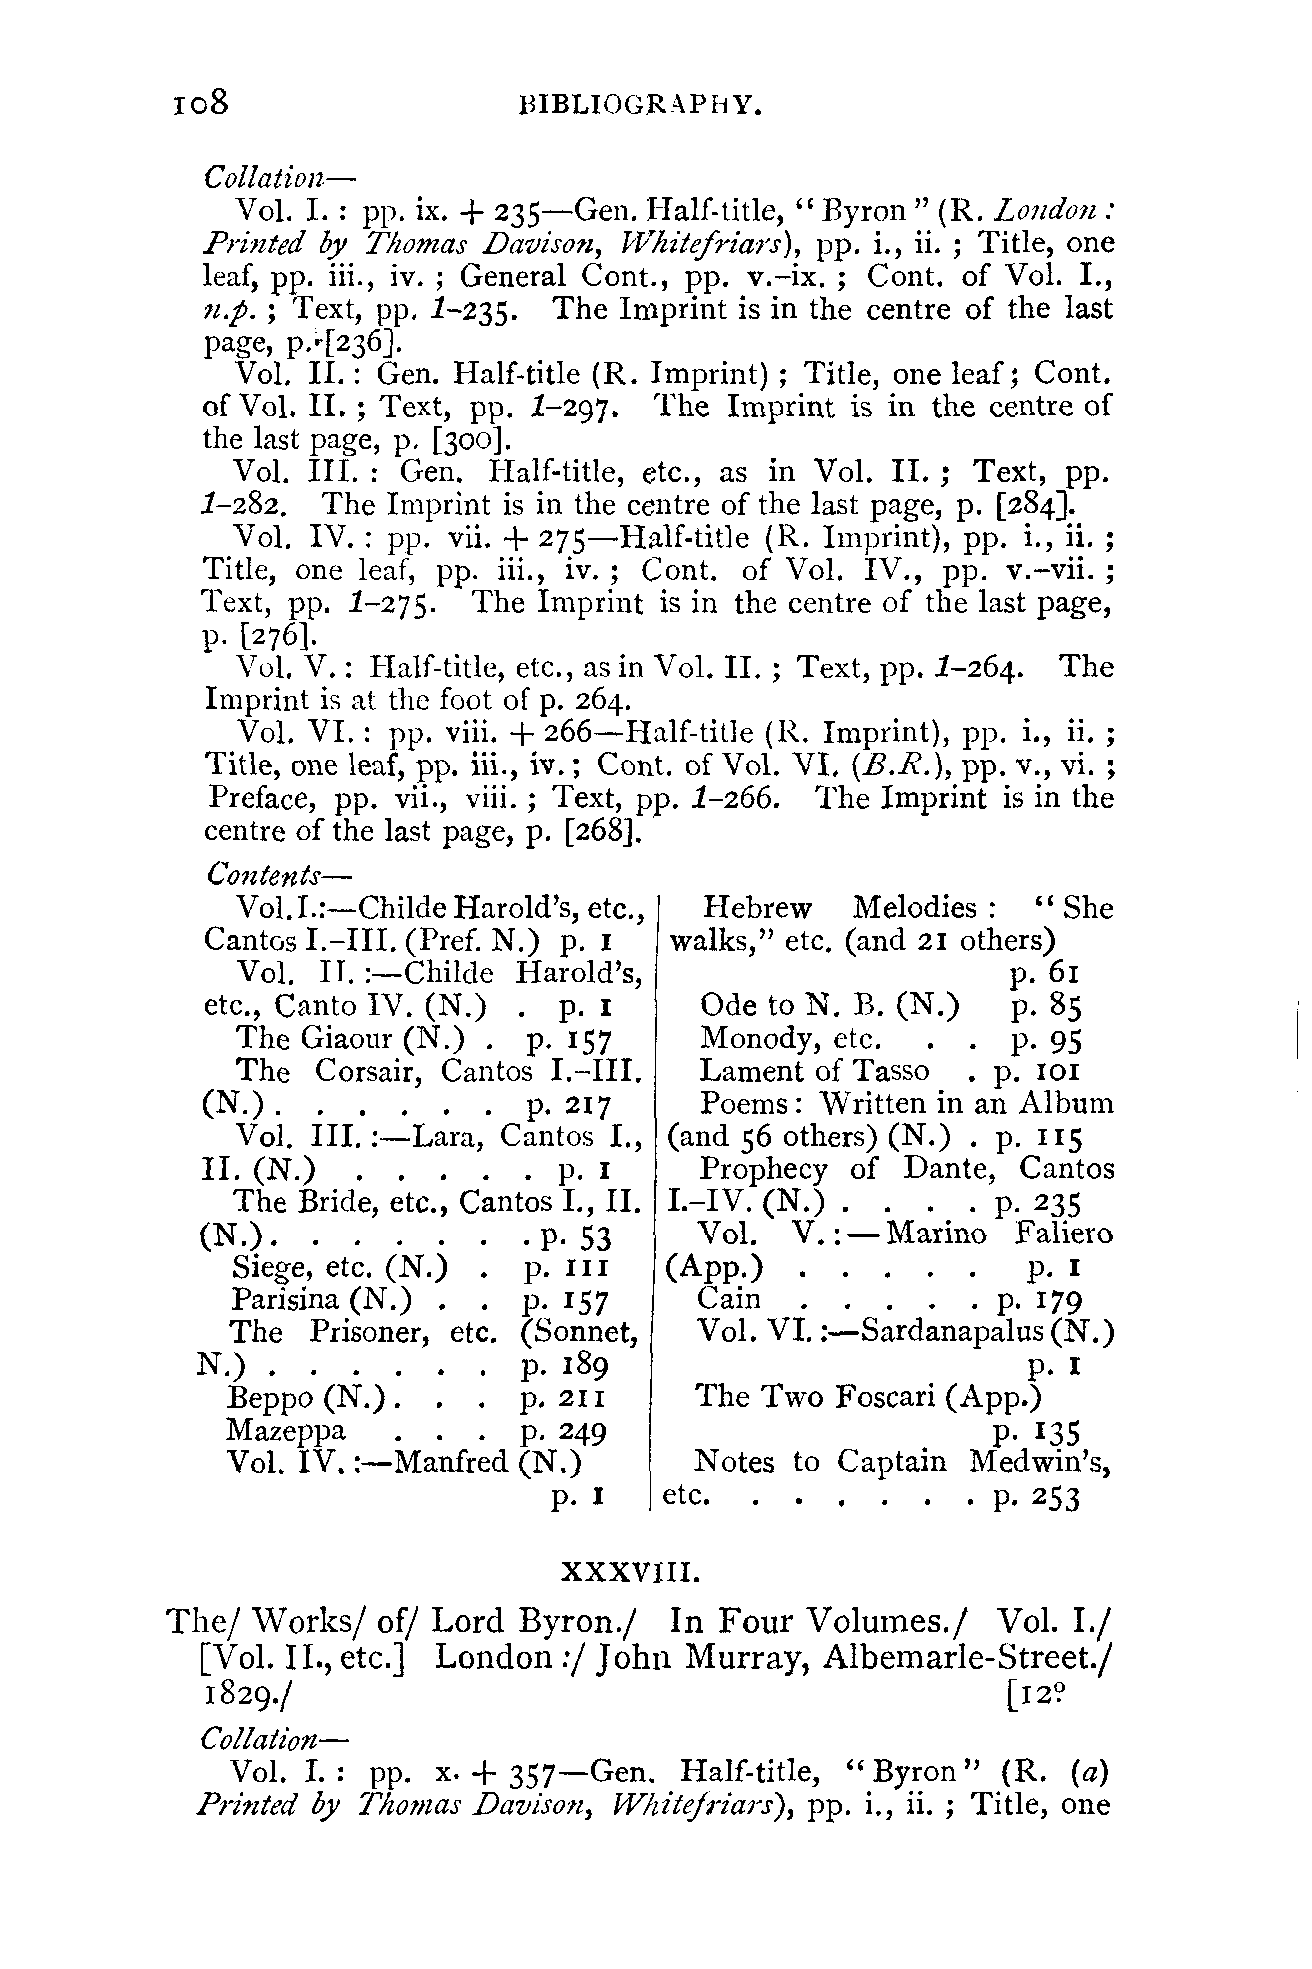 108 BIBLIOGRAPHY.
Collation—
Vol. I. : pp. ix. + 235—Gen. Half-title, “ Byron ” (R. London :
Printed by Thomas Davison, Whitefriars), pp. i., ii. ; Title, one
leaf, pp. iii., iv. ; General Cont., pp. v.–ix. ; Cont. of Vol. I.,
n.p. ; Text, pp. 1–235. The Imprint is in the centre of the last
page, p. [236].
Vol. II. : Gen. Half-title (R. Imprint) ; Title, one leaf ; Cont.
of Vol. II. ; Text, pp. 1–297. The Imprint is in the centre of
the last page, p. [300].
Vol. III. : Gen. Half-title, etc., as in Vol. II. ; Text, pp.
1–282. The Imprint is in the centre of the last page, p. [284].
Vol. IV. : pp. vii. + 275—Half-title (R. Imprint), pp. i., ii. ;
Title, one leaf, pp. iii., iv. ; Cont. of Vol. IV., pp. v.–vii. ;
Text, pp. 1–275. The Imprint is in the centre of the last page,
p. [276].
Vol. V. : Half-title, etc., as in Vol. II. ; Text, pp. 1–264. The
Imprint is at the foot of p. 264.
Vol. VI. : pp. viii. + 266—Half-title (R. Imprint), pp. i., ii. ;
Title, one leaf, pp. iii., iv. ; Cont. of Vol. VI. (B.R.), pp. v., vi. ;
Preface, pp. vii., viii. ; Text, pp. 1–266. The Imprint is in the
centre of the last page, p. [268].
Contents—
Vol. I.:—Childe Harold’s, etc.,
Cantos I.–III. (Pref. N.) p. 1
Vol. II. :—Childe Harold’s,
etc., Canto IV. (N.) . p. 1
The Giaour (N.) . p. 157
The Corsair, Cantos I.–III.
(N.) . . . . . . p. 217
Vol. III. :—Lara, Cantos I.,
II. (N.) . . . . . p. 1
The Bride, etc., Cantos I., II.
(N.). . . . . . . p. 53
Siege, etc. (N.) . p. 111
Parisina (N.) . . p. 157
The Prisoner, etc. (Sonnet,
N.) . . . . . . p. 189
Beppo (N.) . . . p. 211
Mazeppa . . . p. 249
Vol. IV. :—Manfred (N.)
p. 1
Hebrew Melodies : “ She
walks,” etc. (and 21 others)
p. 61
Ode to N. B. (N.) p. 85
Monody, etc. . . p. 95
Lament of Tasso . p. 101
Poems : Written in an Album
(and 56 others) (N.) . p. 115
Prophecy of Dante, Cantos
I.–IV. (N.) . . . . p. 235
Vol. V. :—Marino Faliero
(App.) . . . . . p. 1
Cain . . . . . p. 179
Vol. VI. :—Sardanapalus (N.)
p. 1
The Two Foscari (App.)
p. 135
Notes to Captain Medwin’s,
etc. . . . . . . p. 253
XXXVIII.
The/ Works/ of/ Lord Byron./ In Four Volumes./ Vol. I./
[Vol. II., etc.] London :/ John Murray, Albemarle-Street./
1829./ [12º
Collation—
Vol. I. : pp. x. + 357—Gen. Half-title, “ Byron ” (R. (a)
Printed by Thomas Davison, Whitefriars), pp. i., ii. ; Title, one